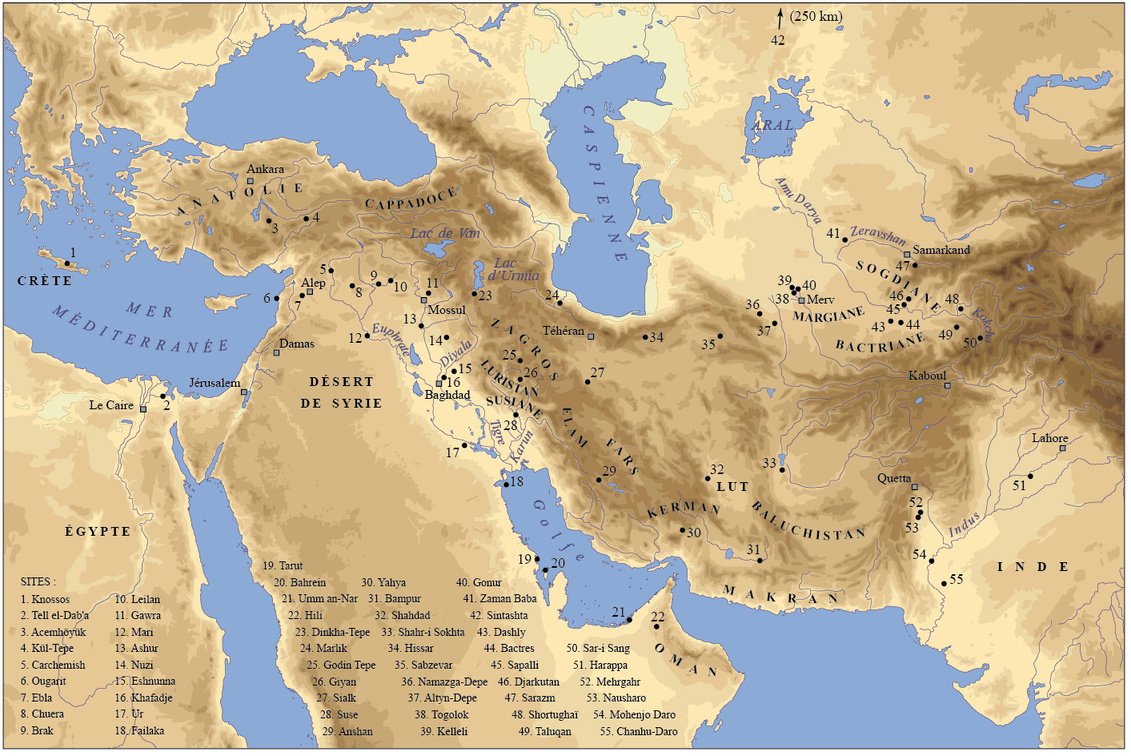 (250 km)
42
CASPIENNE
ARAL
Ankara
ANATOLIE
CAPPADOCE
Amu Darya
3
4
Lac de Van
41
Zeravshan
Samarkand
1
CRÈTE
47
SOGDIANE
Lac
d'Urmia
5
Alep
8
9
10
11
23
24
39
40
38
Merv
46
45
48
6
7
Mossul
36
MARGIANE
43
44
49
Kokcha
MER
MÉDITERRANÉE
13
ZAGROS
Téhéran
34
35
37
BACTRIANE
50
12
Euphrate
14
Damas
Diyala
25
15
16
26
LURISTAN
27
Kaboul
Jérusalem
DÉSERT
DE SYRIE
Baghdad
SUSIANE
Le Caire
2
28
ELAM
Tigre
Karun
17
FARS
Lahore
18
29
32
LUT
33
Quetta
51
Golfe
KERMAN
BALUCHISTAN
52
53
ÉGYPTE
30
Indus
19
20
31
54
INDE
55
MAKRAN
21
22
OMAN
SITES :
1. Knossos
2. Tell el-Dab'a
3. Acemhöyük
4. Kül-Tepe
5. Carchemish
6. Ougarit
7. Ebla
8. Chuera
9. Brak
10. Leilan
11. Gawra
12. Mari
13. Ashur
14. Nuzi
15. Eshnunna
16. Khafadje
17. Ur
18. Failaka
19. Tarut
20. Bahrein
21. Umm an-Nar
22. Hili
23. Dinkha-Tepe
24. Marlik
25. Godin Tepe
26. Giyan
27. Sialk
28. Suse
29. Anshan
30. Yahya
31. Bampur
32. Shahdad
33. Shahr-i Sokhta
34. Hissar
35. Sabzevar
36. Namazga-Depe
37. Altyn-Depe
38. Togolok
39. Kelleli
40. Gonur
41. Zaman Baba
42. Sintashta
43. Dashly
44. Bactres
45. Sapalli
46. Djarkutan
47. Sarazm
48. Shortughaï
49. Taluqan
50. Sar-i Sang
51. Harappa
52. Mehrgahr
53. Nausharo
54. Mohenjo Daro
55. Chanhu-Daro